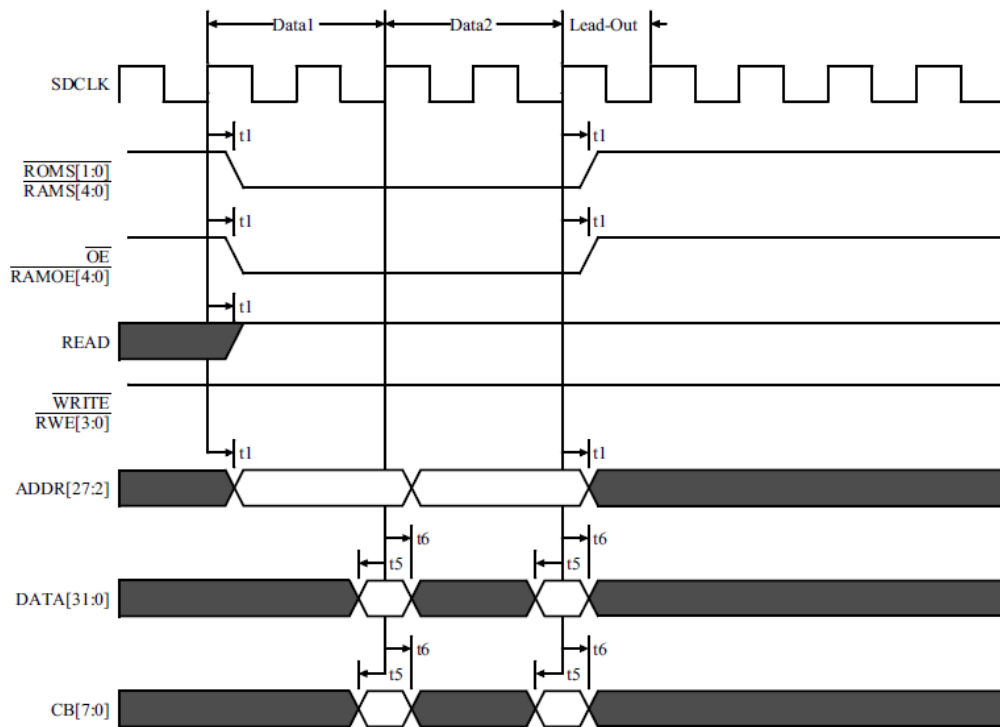 Data1 Data2 Lead-Out
SDCLK
t1 t1
ROMS[1:0]
RAMS[4:0]
t1 t1
OE
RAMOE[4:0]
t1
READ
WRITE
RWE[3:0]
t1 t1
ADDR[27:2]
t6 t6
t5 t5
DATA[31:0]
t6 t6
t5 t5
CB[7:0]